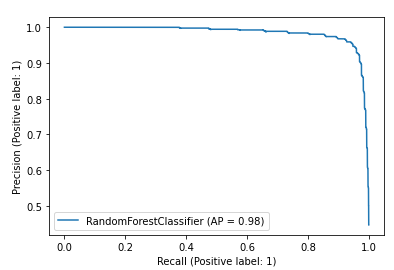 Precision (Positive label: 1)
1.0
0.9
0.8
0.7
0.6
0.5
RandomForestClassifier (AP = 0.98)
0.0 0.2 0.4 0.6 0.8 1.0
Recall (Positive label: 1)